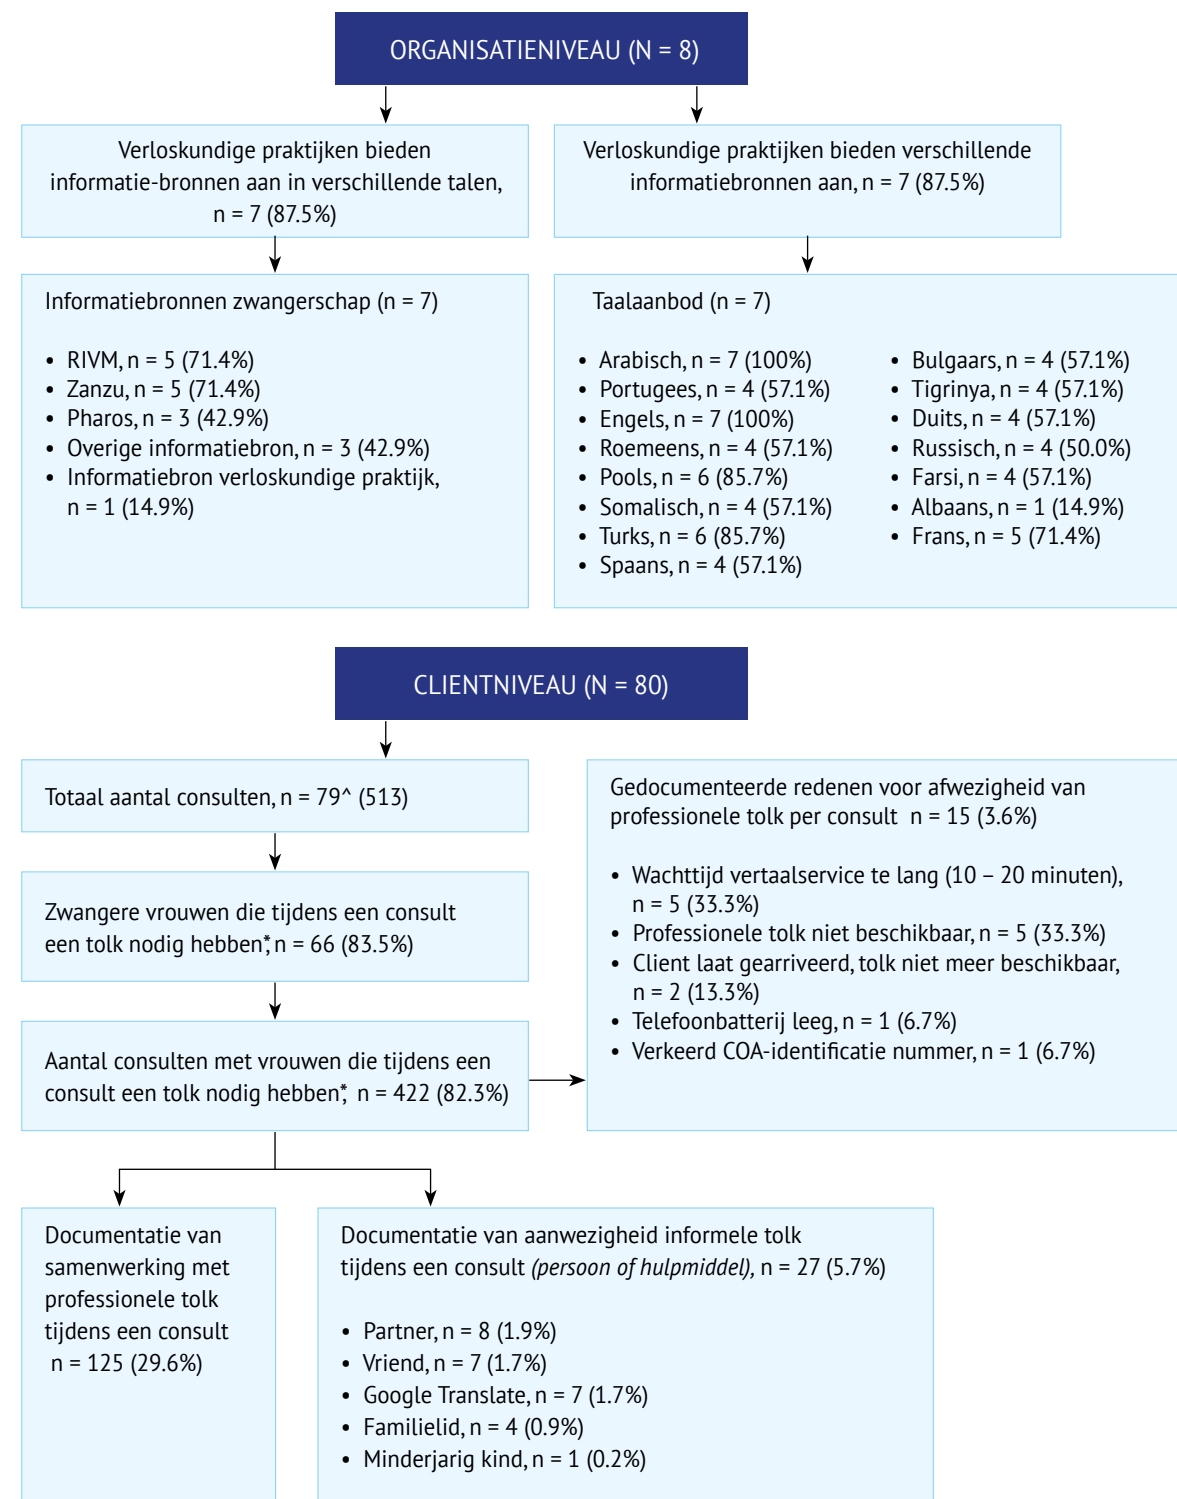 ORGANISATIENIVEAU (N = 8)
Verloskundige praktijken bieden
informatie-bronnen aan in verschillende talen,
n = 7 (87.5%)
Verloskundige praktijken bieden verschillende
informatiebronnen aan, n = 7 (87.5%)
Informatiebronnen zwangerschap (n = 7)
• RIVM, n = 5 (71.4%)
• Zanzu, n = 5 (71.4%)
• Pharos, n = 3 (42.9%)
• Overige informatiebron, n = 3 (42.9%)
• Informatiebron verloskundige praktijk,
n = 1 (14.9%)
Taalaanbod (n = 7)
• Arabisch, n = 7 (100%)
• Portugees, n = 4 (57.1%)
• Engels, n = 7 (100%)
• Roemeens, n = 4 (57.1%)
• Pools, n = 6 (85.7%)
• Somalisch, n = 4 (57.1%)
• Turks, n = 6 (85.7%)
• Spaans, n = 4 (57.1%)
• Bulgaars, n = 4 (57.1%)
• Tigrinya, n = 4 (57.1%)
• Duits, n = 4 (57.1%)
• Russisch, n = 4 (50.0%)
• Farsi, n = 4 (57.1%)
• Albaans, n = 1 (14.9%)
• Frans, n = 5 (71.4%)
CLIENTNIVEAU (N = 80)
Totaal aantal consulten, n = 79^ (513)
Zwangere vrouwen die tijdens een consult
een tolk nodig hebben*, n = 66 (83.5%)
Aantal consulten met vrouwen die tijdens een
consult een tolk nodig hebben*, n = 422 (82.3%)
Gedocumenteerde redenen voor afwezigheid van
professionele tolk per consult n = 15 (3.6%)
• Wachttijd vertaalservice te lang (10 – 20 minuten),
n = 5 (33.3%)
• Professionele tolk niet beschikbaar, n = 5 (33.3%)
• Client laat gearriveerd, tolk niet meer beschikbaar,
n = 2 (13.3%)
• Telefoonbatterij leeg, n = 1 (6.7%)
• Verkeerd COA-identificatie nummer, n = 1 (6.7%)
Documentatie van
samenwerking met
professionele tolk
tijdens een consult
n = 125 (29.6%)
Documentatie van aanwezigheid informele tolk
tijdens een consult (persoon of hulpmiddel), n = 27 (5.7%)
• Partner, n = 8 (1.9%)
• Vriend, n = 7 (1.7%)
• Google Translate, n = 7 (1.7%)
• Familielid, n = 4 (0.9%)
• Minderjarig kind, n = 1 (0.2%)